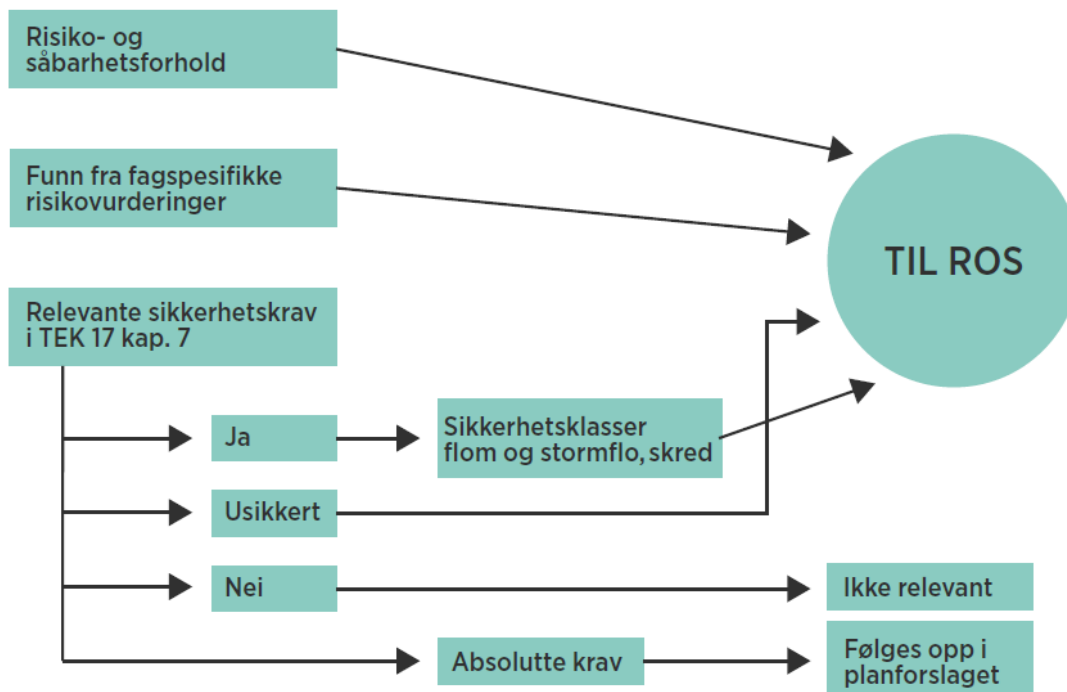 Risiko- og
såbarhetsforhold
Funn fra fagspesifikke
risikovurderinger
TIL ROS
Relevante sikkerhetskrav
i TEK 17 kap. 7
Ja
Sikkerhetsklasser
flom og stormflo, skred
Usikkert
Nei
Ikke relevant
Absolutte krav
Følges opp i
planforslaget